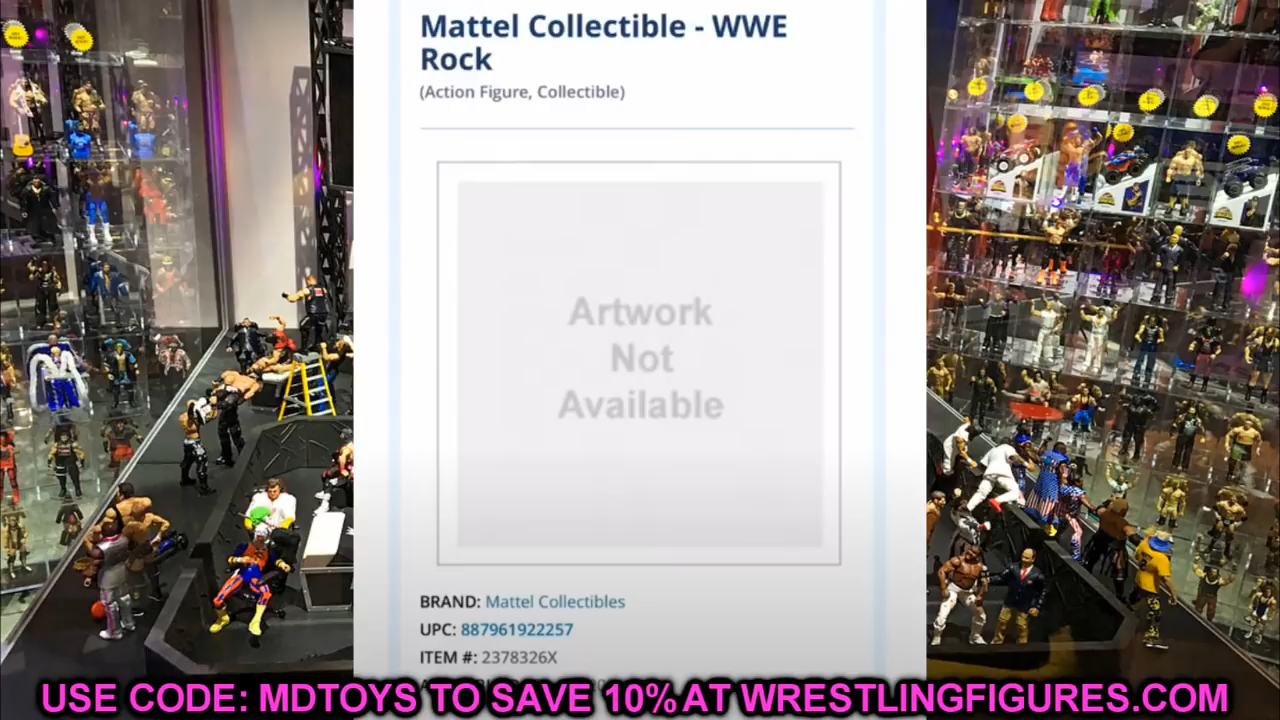 Mattel Collectible - WWE
Rock
(Action Figure, Collectible)
Artwork
Not
Available
BRAND: Mattel Collectibles
UPC: 887961922257
ITEM #: 2378326X
USE CODE: MDTOYS TO SAVE 10% AT WRESTLINGFIGURES.COM